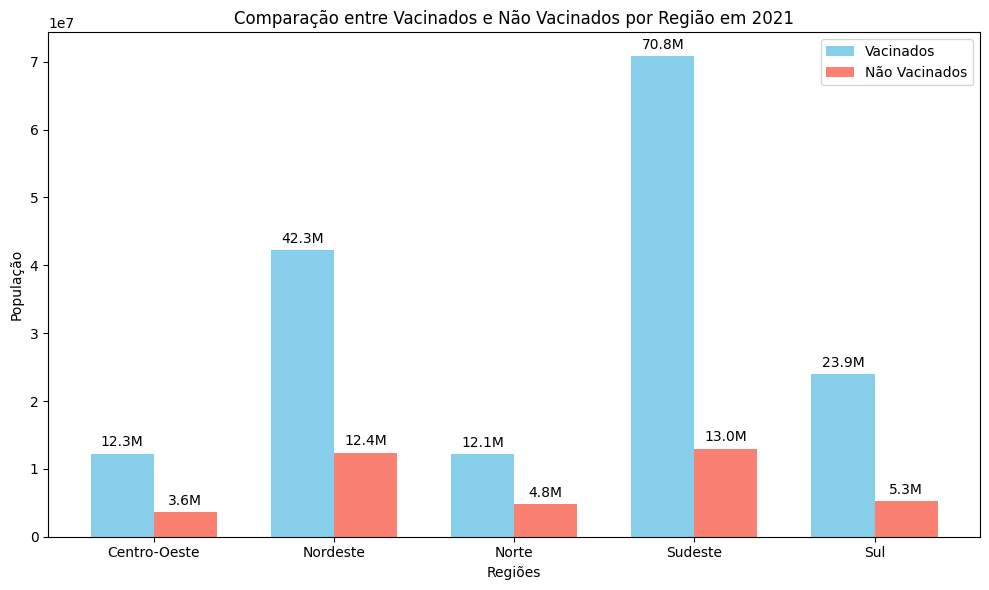 Comparação entre Vacinados e Não Vacinados por Região em 2021
1e7
Vacinados
Não Vacinados
População
7
6
5
4
3
2
1
0
12.3M
3.6M
42.3M
12.4M
12.1M
4.8M
70.8M
13.0M
23.9M
5.3M
Centro-Oeste
Nordeste
Norte
Sudeste
Sul
Regiões